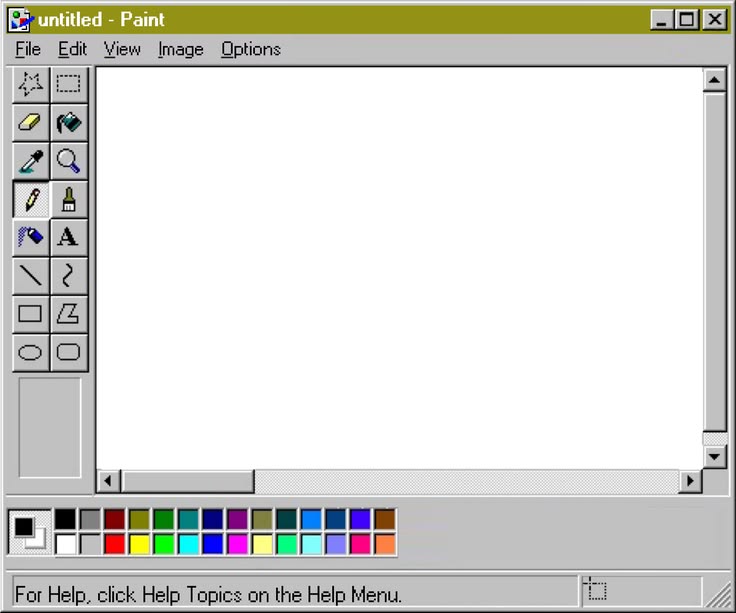 untitled - Paint
File Edit View Image Options
A
For Help, click Help Topics on the Help Menu.